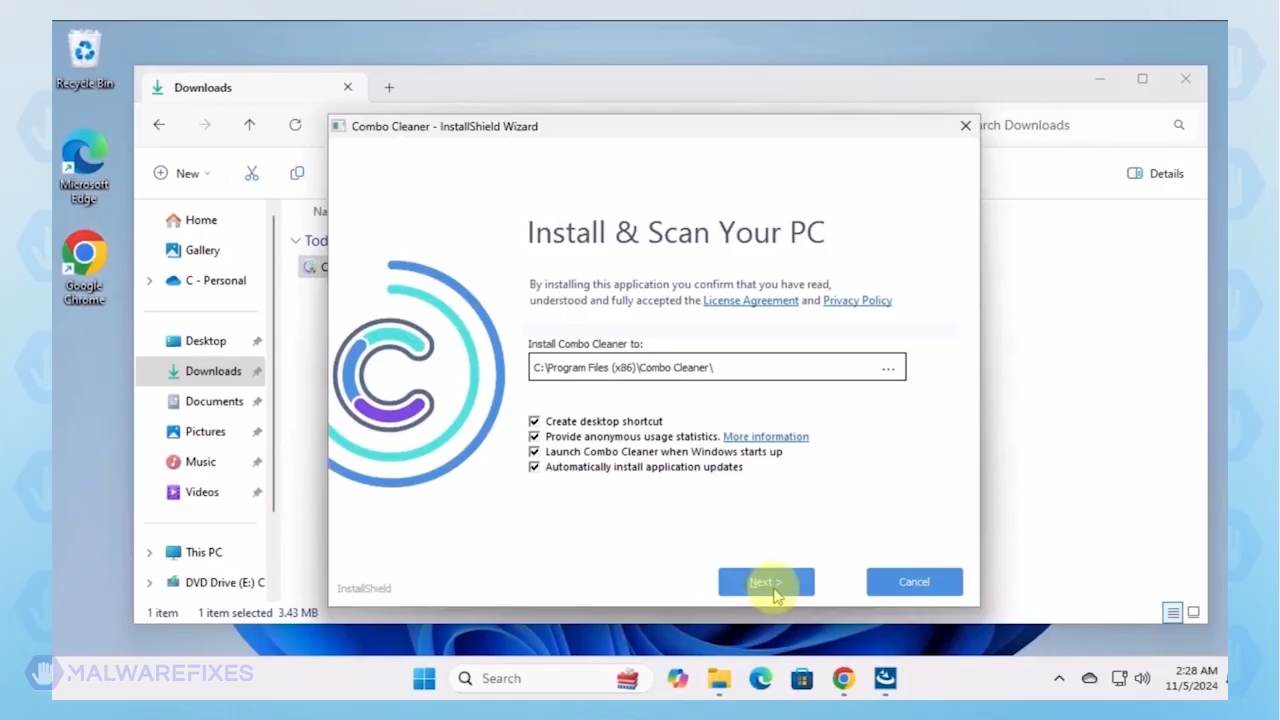 Recycle Bin
Microsoft
Edge
Google
Chrome
Downloads
rch Downloads
New
Details
Home
Gallery
C - Personal
Desktop
Downloads
Documents
Pictures
Music
Videos
This PC
DVD Drive (E:) C
Na
Tod
C
1 item 1 item selected 3.43 MB
Combo Cleaner - InstallShield Wizard
Install & Scan Your PC
By installing this application you confirm that you have read,
understood and fully accepted the License Agreement and Privacy Policy
Install Combo Cleaner to:
C:\Program Files (x86)\Combo Cleaner\ ...
Create desktop shortcut
Provide anonymous usage statistics. More information
Launch Combo Cleaner when Windows starts up
Automatically install application updates
InstallShield
Next >
Cancel
MALWAREFIXES
Search
2:28 AM
11/5/2024